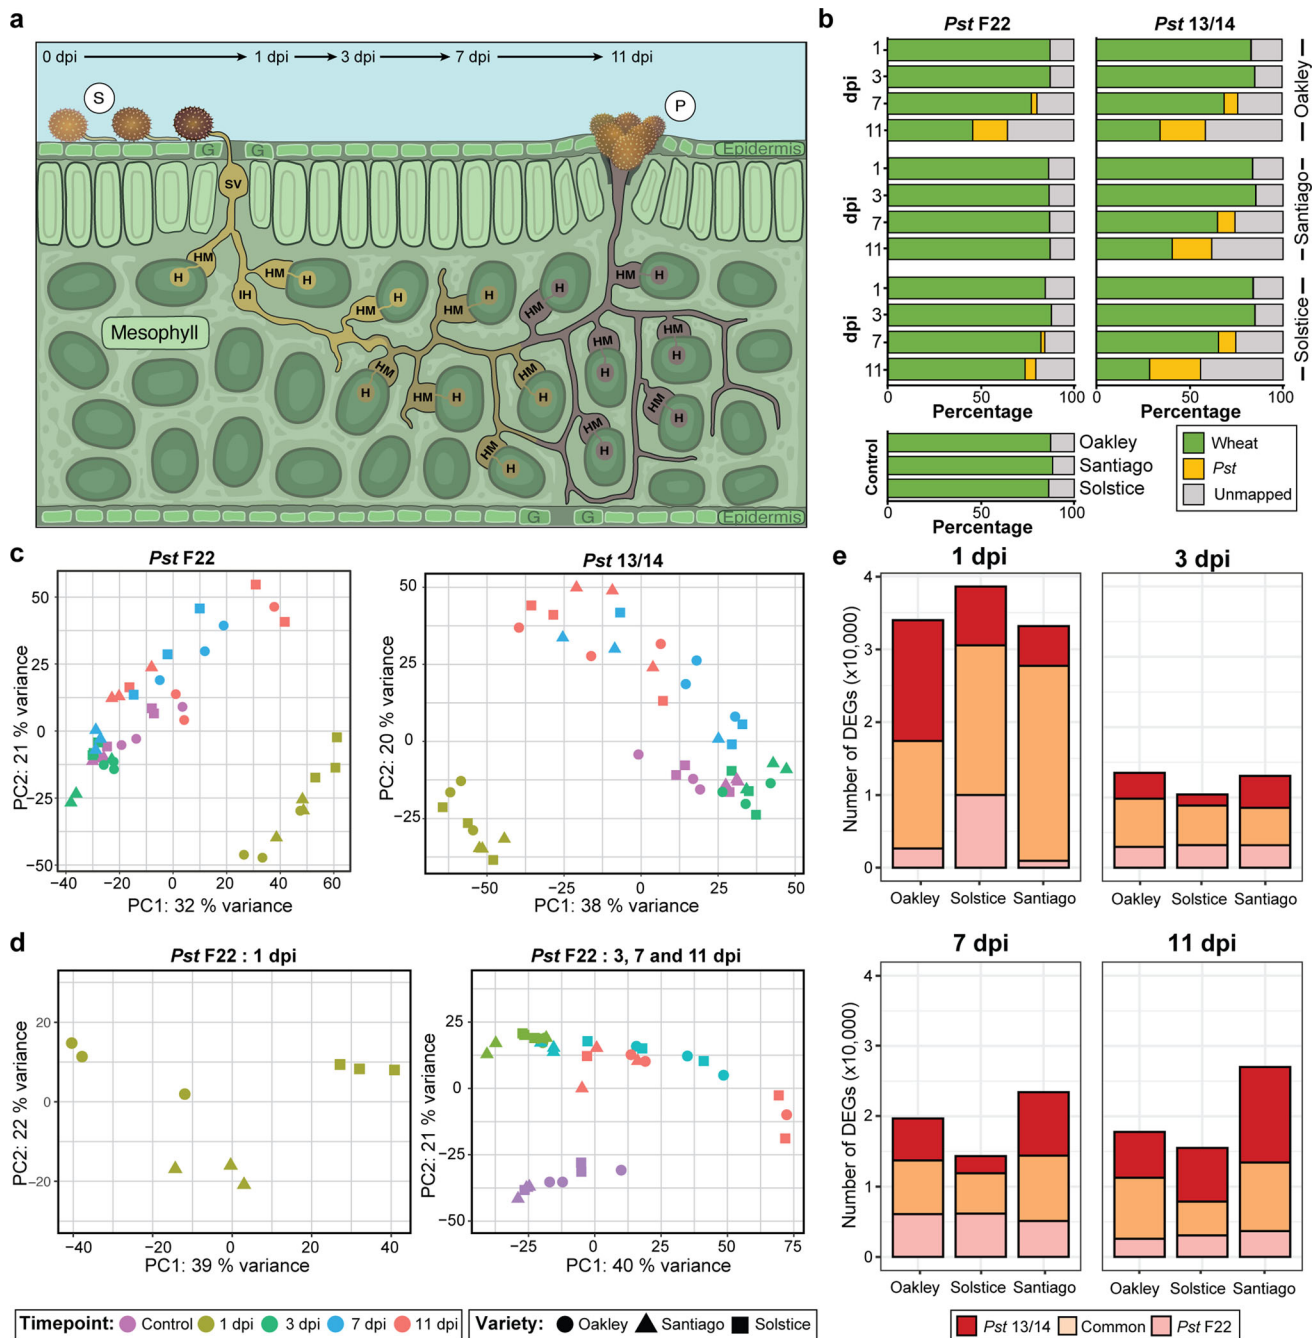 a
0 dpi
1 dpi
3 dpi
7 dpi
11 dpi
S
P
G
G
Epidermis
SV
HM
H
IH
HM
H
HM
H
HM
H
HM
H
HM
H
Mesophyll
HM
H
HM
H
HM
H
HM
H
HM
H
HM
H
HM
H
G
G
Epidermis
b
Pst F22
Pst 13/14
dpi
1
3
7
11
Oakley
dpi
1
3
7
11
Santiago
dpi
1
3
7
11
Solstice
0 50 100
0 50 100
Percentage
Percentage
Control
Oakley
Santiago
Solstice
0 50 100
Percentage
Wheat
Pst
Unmapped
c
Pst F22
PC2: 21 % variance
50
25
0
−25
−50
−40 −20 0 20 40 60
PC1: 32 % variance
Pst 13/14
PC2: 20 % variance
50
25
0
−25
−50 −25 0 25 50
PC1: 38 % variance
d
Pst F22 : 1 dpi
PC2: 22 % variance
20
0
−20
−40 −20 0 20 40
PC1: 39 % variance
Pst F22 : 3, 7 and 11 dpi
PC2: 21 % variance
25
0
−25
−50
−25 0 25 50 75
PC1: 40 % variance
Timepoint: Control 1 dpi 3 dpi 7 dpi 11 dpi
Variety: Oakley Santiago Solstice
e
1 dpi
3 dpi
Number of DEGs (x10,000)
4
3
2
1
0
Oakley Solstice Santiago
Oakley Solstice Santiago
7 dpi
11 dpi
Number of DEGs (x10,000)
4
3
2
1
0
Oakley Solstice Santiago
Oakley Solstice Santiago
Pst 13/14 Common Pst F22